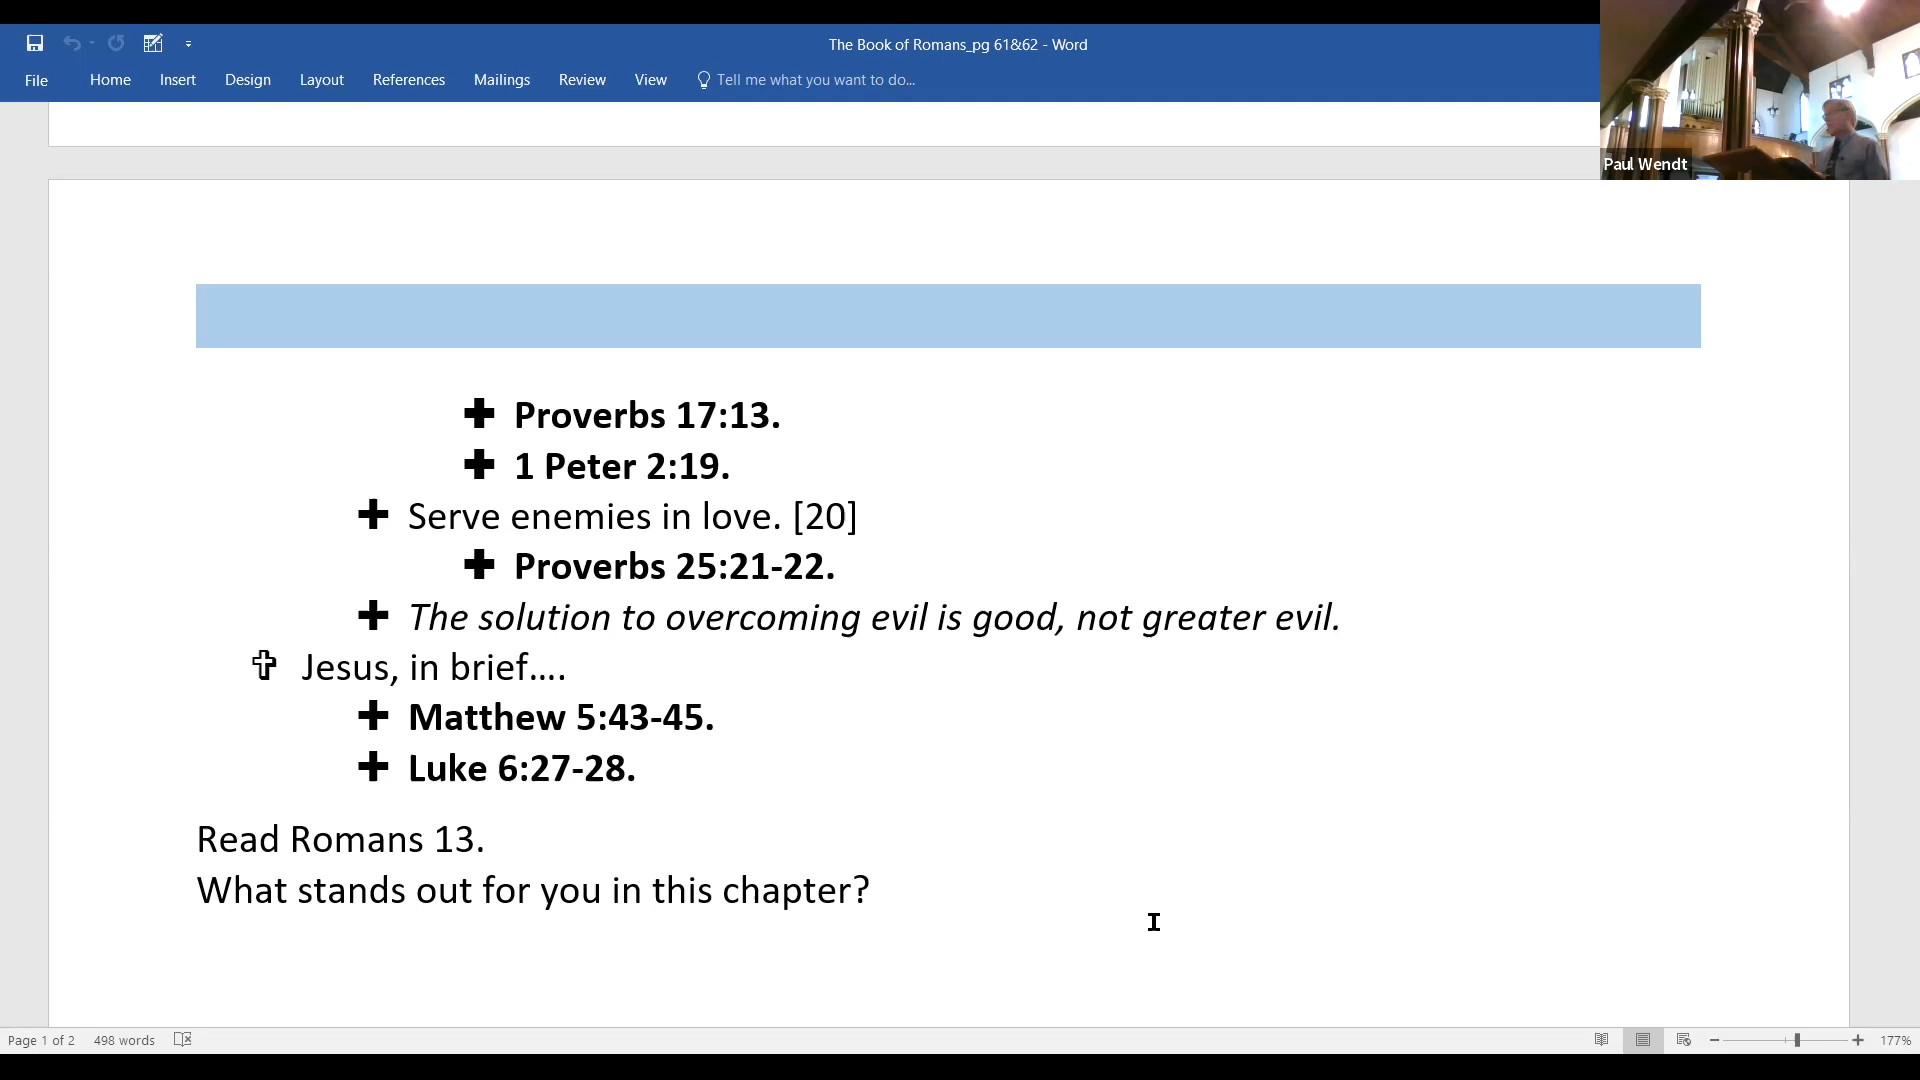 The Book of Romans_pg 61&62 - Word
File Home Insert Design Layout References Mailings Review View Tell me what you want to do...
Paul Wendt
Proverbs 17:13.
1 Peter 2:19.
Serve enemies in love. [20]
Proverbs 25:21-22.
The solution to overcoming evil is good, not greater evil.
Jesus, in brief....
Matthew 5:43-45.
Luke 6:27-28.
Read Romans 13.
What stands out for you in this chapter?
Page 1 of 2 498 words 177%